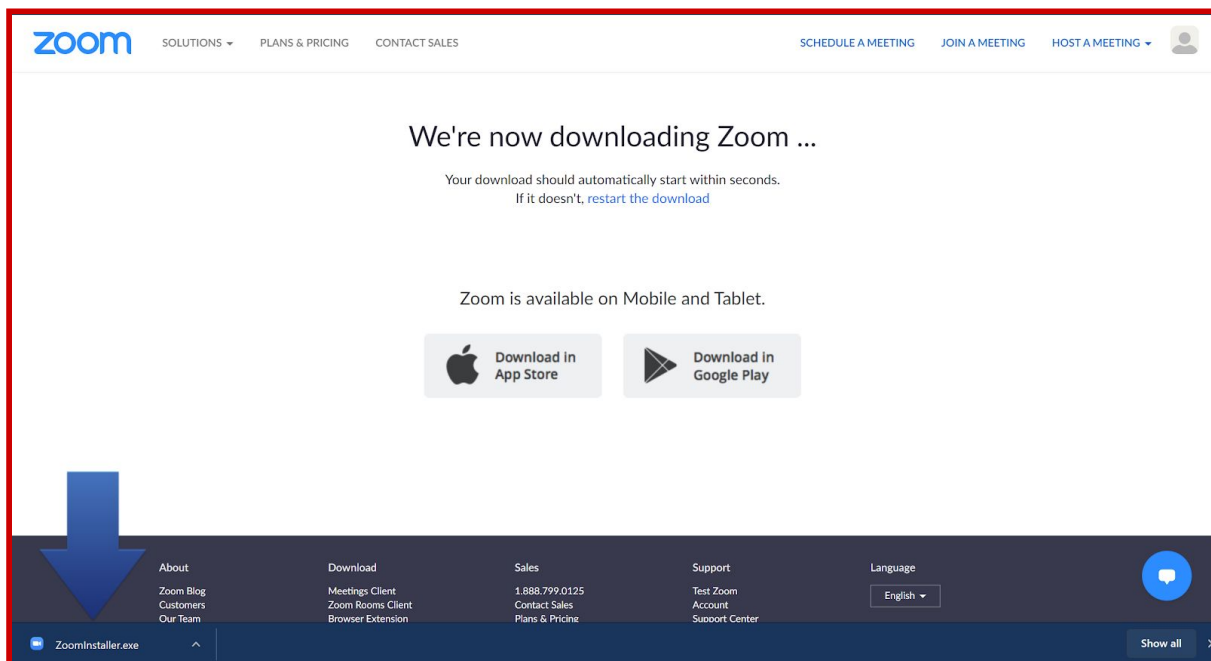 zoom SOLUTIONS PLANS & PRICING CONTACT SALES SCHEDULE A MEETING JOIN A MEETING HOST A MEETING
We're now downloading Zoom ...
Your download should automatically start within seconds.
If it doesn't, restart the download
Zoom is available on Mobile and Tablet.
Download in
App Store
Download in
Google Play
About
Zoom Blog
Customers
Our Team
Download
Meetings Client
Zoom Rooms Client
Browser Extension
Sales
1.888.799.0125
Contact Sales
Plans & Pricing
Support
Test Zoom
Account
Support Center
Language
English
ZoomInstaller.exe Show all